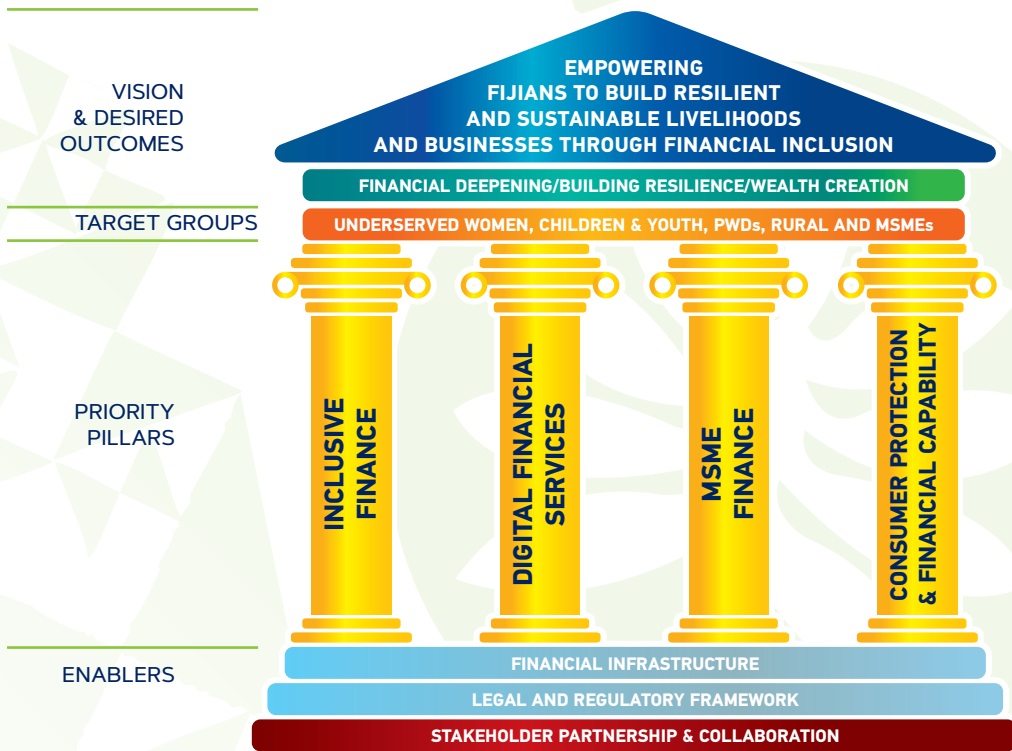 VISION
& DESIRED
OUTCOMES
EMPOWERING
FIJIANS TO BUILD RESILIENT
AND SUSTAINABLE LIVELIHOODS
AND BUSINESSES THROUGH FINANCIAL INCLUSION
FINANCIAL DEEPENING/BUILDING RESILIENCE/WEALTH CREATION
TARGET GROUPS
UNDERSERVED WOMEN, CHILDREN & YOUTH, PWDs, RURAL AND MSMEs
PRIORITY
PILLARS
INCLUSIVE
FINANCE
DIGITAL FINANCIAL
SERVICES
MSME
FINANCE
CONSUMER PROTECTION
& FINANCIAL CAPABILITY
ENABLERS
FINANCIAL INFRASTRUCTURE
LEGAL AND REGULATORY FRAMEWORK
STAKEHOLDER PARTNERSHIP & COLLABORATION